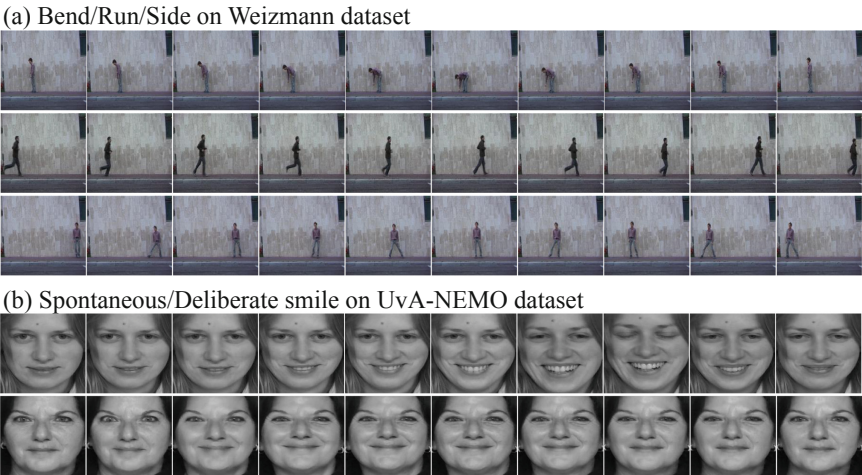 (a) Bend/Run/Side on Weizmann dataset
(b) Spontaneous/Deliberate smile on UvA-NEMO dataset